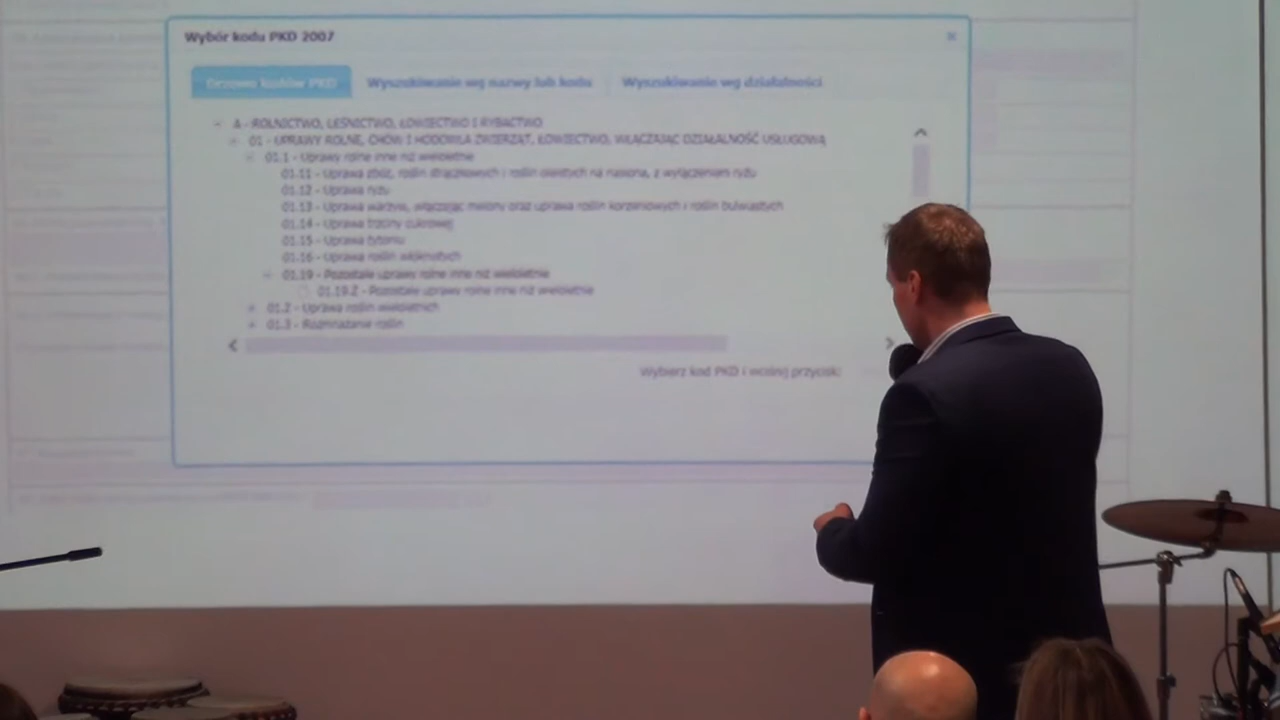 Wybór kodu PKD 2007
Drzewo kodów PKD Wyszukiwanie wg nazwy lub kodu Wyszukiwanie wg działalności
A - ROLNICTWO, LEŚNICTWO, ŁOWIECTWO I RYBACTWO
01 - UPRAWY ROLNE, CHÓW I HODOWLA ZWIERZĄT, ŁOWIECTWO, WŁĄCZAJĄC DZIAŁALNOŚĆ USŁUGOWĄ
01.1 - Uprawy rolne inne niż wieloletnie
01.11 - Uprawa zbóż, roślin strączkowych i roślin oleistych na nasiona, z wyłączeniem ryżu
01.12 - Uprawa ryżu
01.13 - Uprawa warzyw, włączając melony oraz uprawa roślin korzeniowych i roślin bulwiastych
01.14 - Uprawa trzciny cukrowej
01.15 - Uprawa tytoniu
01.16 - Uprawa roślin włóknistych
01.19 - Pozostałe uprawy rolne inne niż wieloletnie
01.19.Z - Pozostałe uprawy rolne inne niż wieloletnie
01.2 - Uprawa roślin wieloletnich
01.3 - Rozmnażanie roślin
Wybierz kod PKD i wciśnij przycisk: